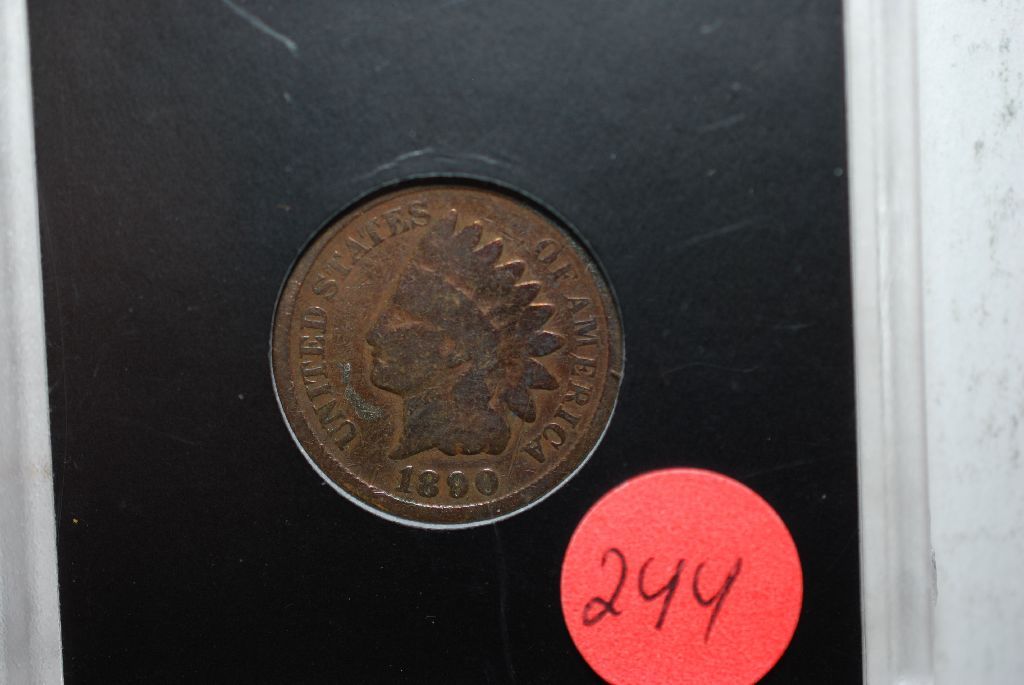 UNITED STATES OF AMERICA
1890
244